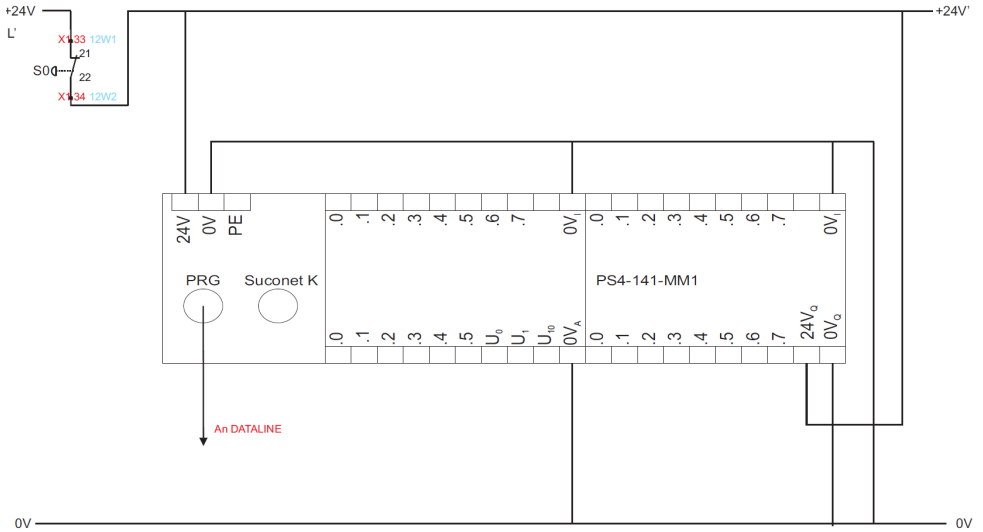 +24V
+24V'
L'
X1.33 12W1
21
S0
22
X1.34 12W2
24V
0V
PE
.0
.1
.2
.3
.4
.5
.6
.7
0VI
.0
.1
.2
.3
.4
.5
.6
.7
0VI
PRG
Suconet K
PS4-141-MM1
.0
.1
.2
.3
.4
.5
U0
U1
U10
0VA
.0
.1
.2
.3
.4
.5
.6
.7
24VQ
0VQ
An DATALINE
0V
0V